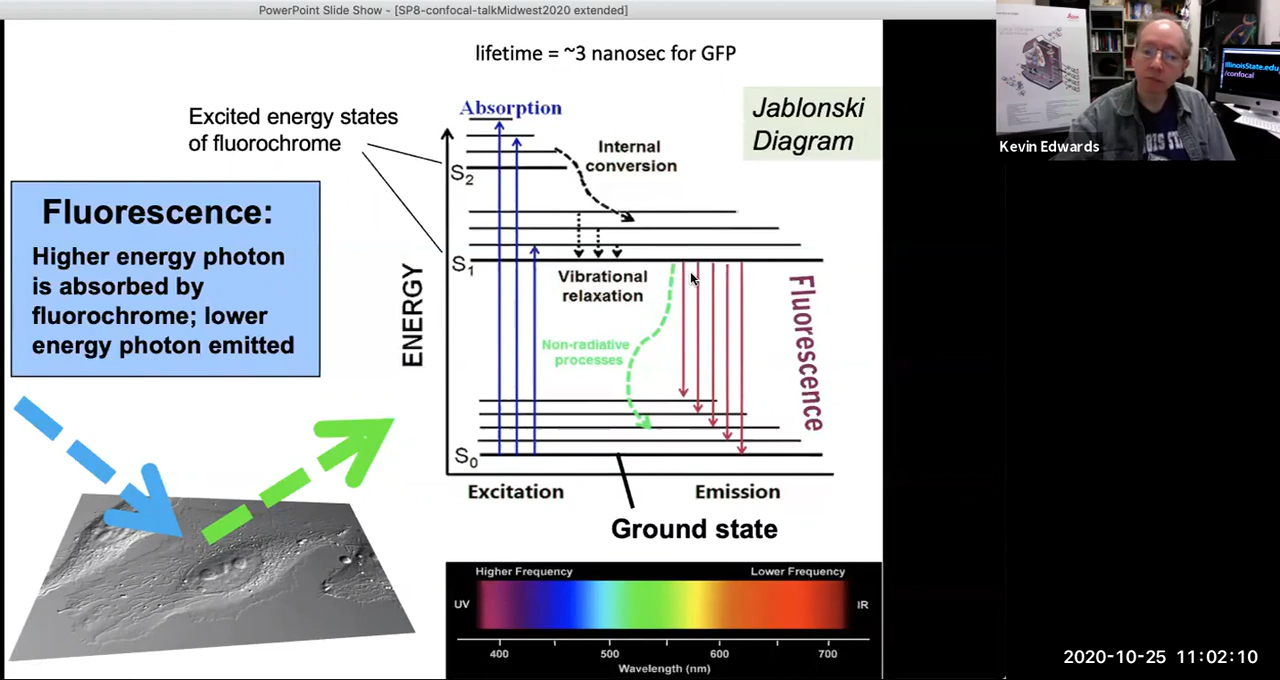 PowerPoint Slide Show - [SP8-confocal-talkMidwest2020 extended]
lifetime = ~3 nanosec for GFP
Excited energy states
of fluorochrome
Absorption
Jablonski
Diagram
Internal
conversion
S2
Fluorescence:
Higher energy photon
is absorbed by
fluorochrome; lower
energy photon emitted
ENERGY
S1
Vibrational
relaxation
Non-radiative
processes
Fluorescence
S0
Excitation
Emission
Ground state
Higher Frequency
Lower Frequency
UV
IR
400
500
600
700
Wavelength (nm)
IllinoisState.edu
/confocal
Kevin Edwards
2020-10-25 11:02:10